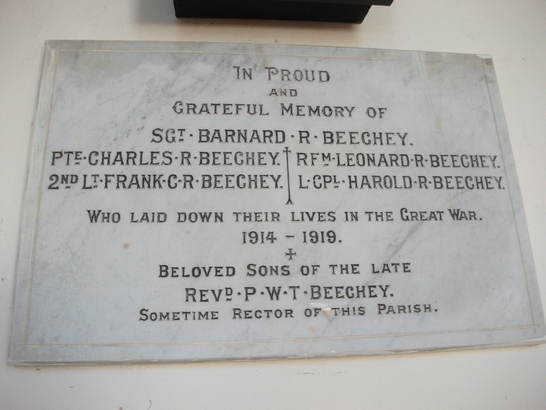 In Proud
and
Grateful Memory of
Sgt · Barnard · R · Beechey.
Pte · Charles · R · Beechey. Rfm · Leonard · R · Beechey.
2nd Lt · Frank · C · R · Beechey. L · Cpl · Harold · R · Beechey.
Who laid down their lives in the Great War.
1914 – 1919.
Beloved Sons of the late
Revd · P · W · T · Beechey.
Sometime Rector of this Parish.